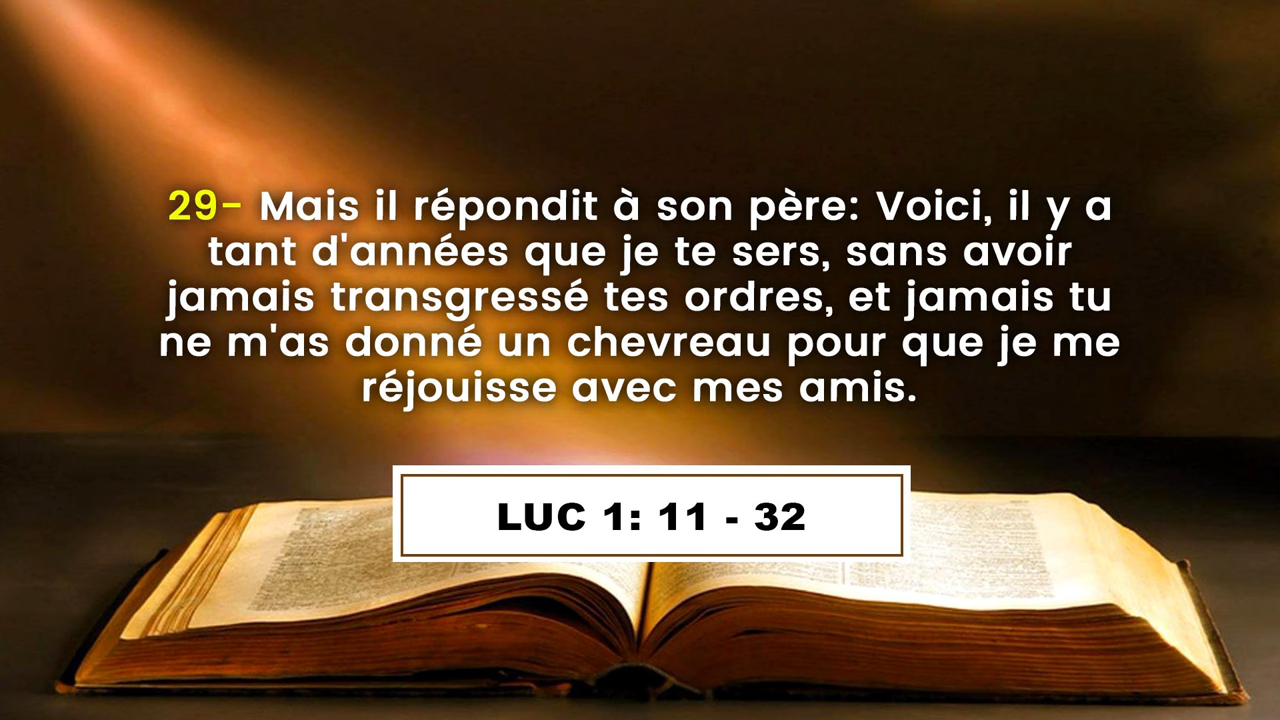 29- Mais il répondit à son père: Voici, il y a
tant d'années que je te sers, sans avoir
jamais transgressé tes ordres, et jamais tu
ne m'as donné un chevreau pour que je me
réjouisse avec mes amis.
LUC 1: 11 - 32